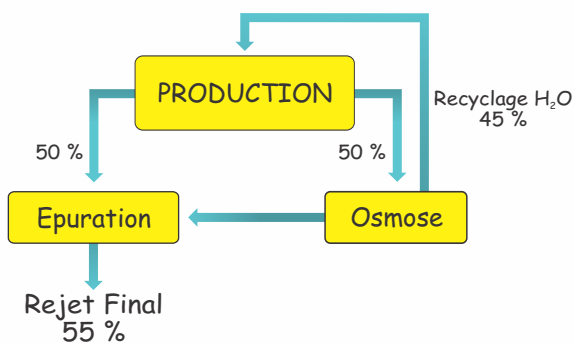 PRODUCTION
Recyclage H₂O
45 %
50 %
50 %
Epuration
Osmose
Rejet Final
55 %